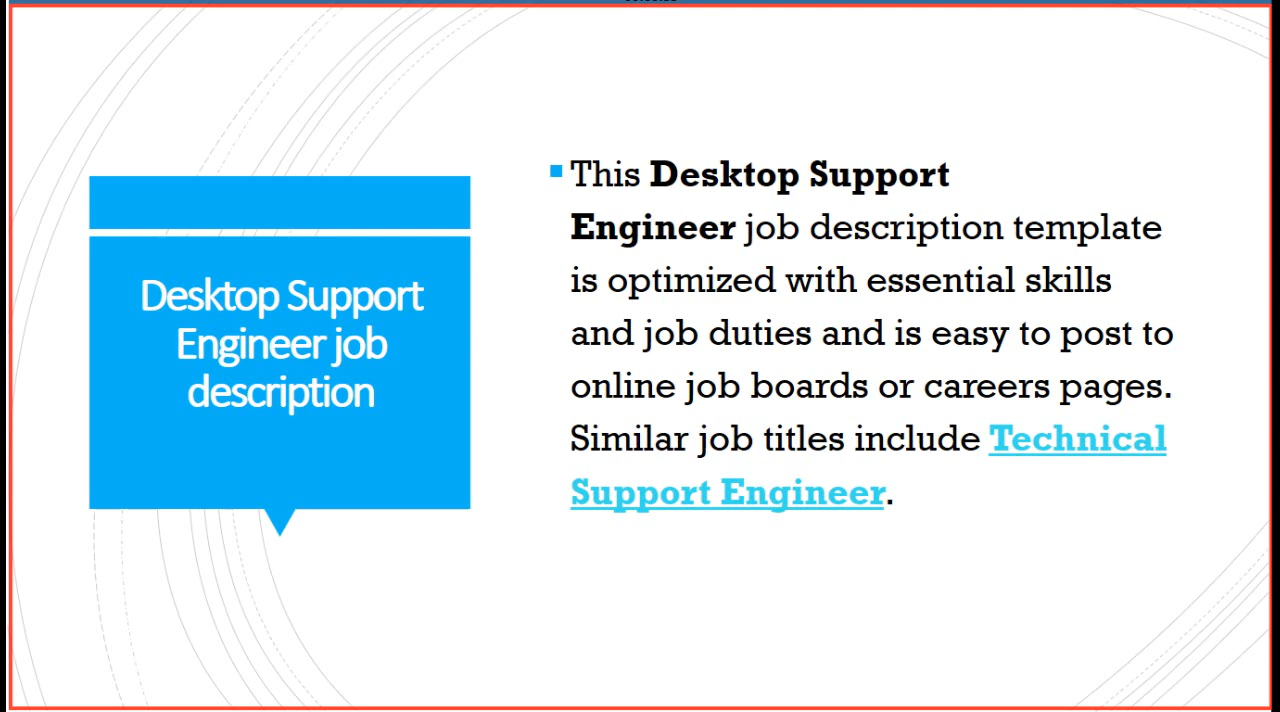 Desktop Support
Engineer job
description
This Desktop Support
Engineer job description template
is optimized with essential skills
and job duties and is easy to post to
online job boards or careers pages.
Similar job titles include Technical
Support Engineer.